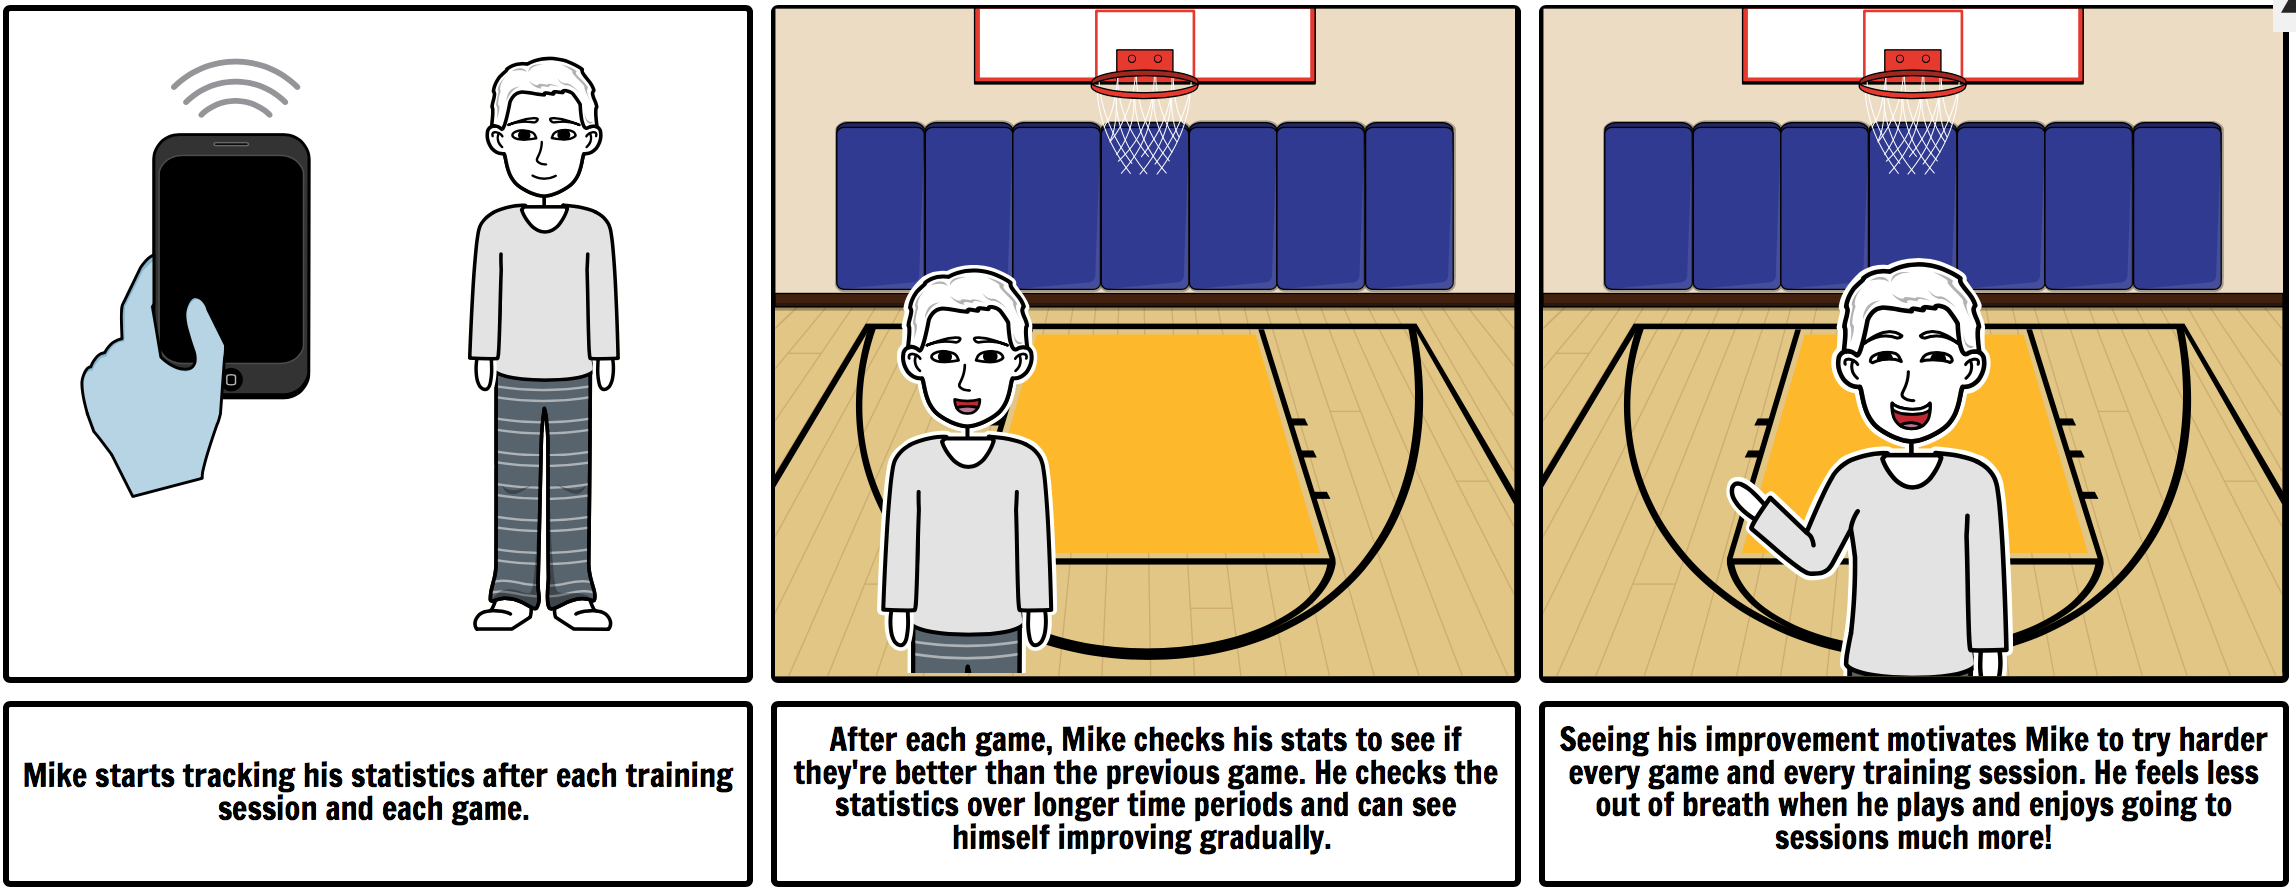 Mike starts tracking his statistics after each training
session and each game.
After each game, Mike checks his stats to see if
they're better than the previous game. He checks the
statistics over longer time periods and can see
himself improving gradually.
Seeing his improvement motivates Mike to try harder
every game and every training session. He feels less
out of breath when he plays and enjoys going to
sessions much more!